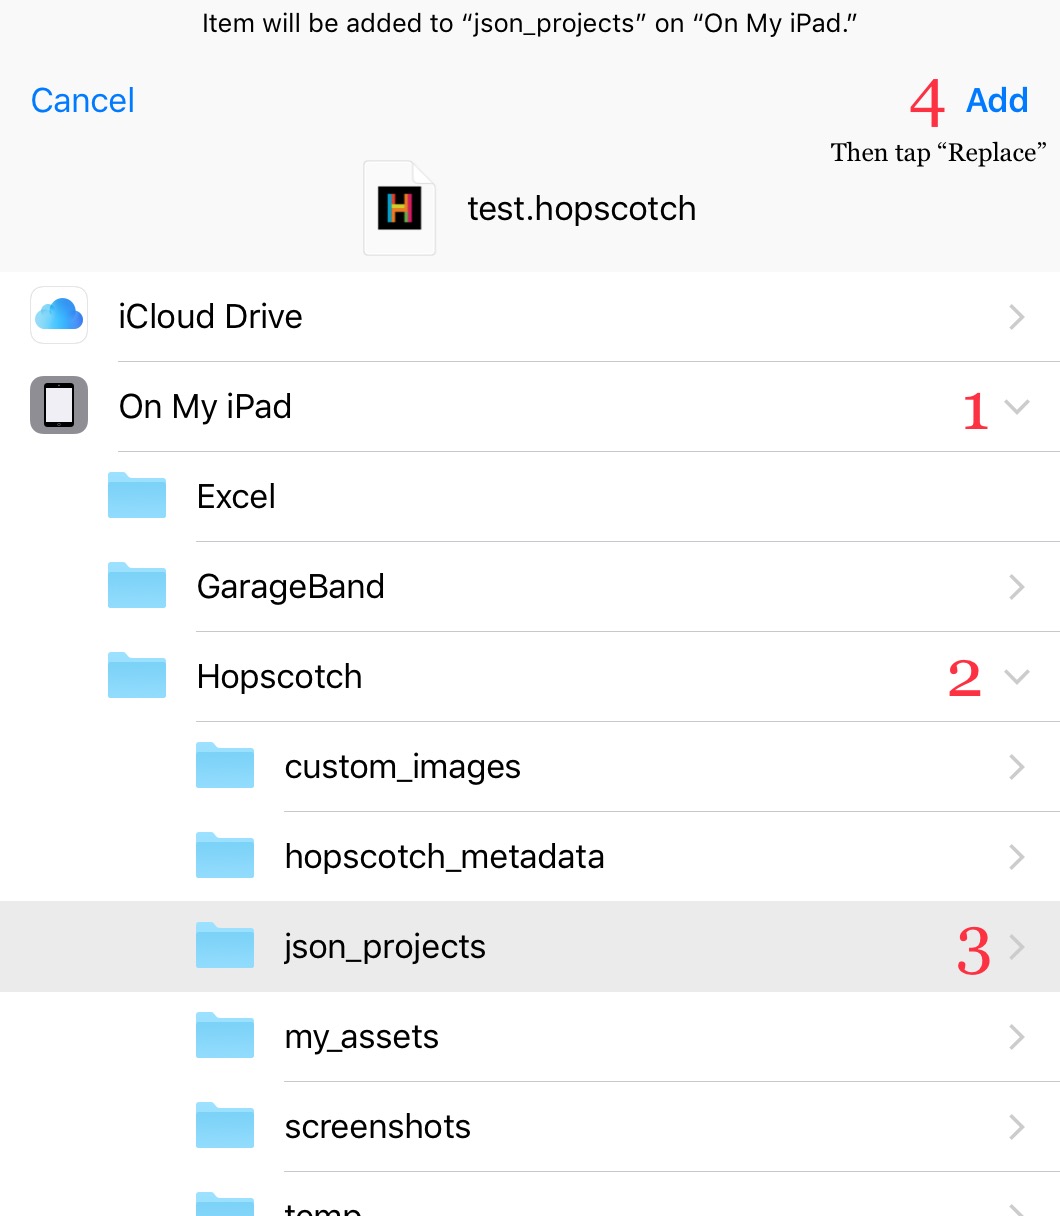 Item will be added to “json_projects” on “On My iPad.”
Cancel
4 Add
Then tap “Replace”
test.hopscotch
iCloud Drive
On My iPad 1
Excel
GarageBand
Hopscotch 2
custom_images
hopscotch_metadata
json_projects 3
my_assets
screenshots
temp